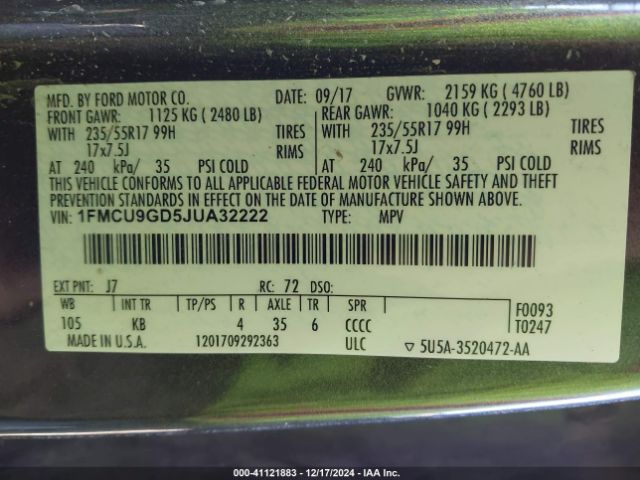 MFD. BY FORD MOTOR CO.
DATE: 09/17 GVWR: 2159 KG ( 4760 LB)
FRONT GAWR: 1125 KG ( 2480 LB)
REAR GAWR: 1040 KG ( 2293 LB)
WITH 235/55R17 99H TIRES
WITH 235/55R17 99H TIRES
17x7.5J RIMS
17x7.5J RIMS
AT 240 kPa/ 35 PSI COLD
AT 240 kPa/ 35 PSI COLD
THIS VEHICLE CONFORMS TO ALL APPLICABLE FEDERAL MOTOR VEHICLE SAFETY AND THEFT
PREVENTION STANDARDS IN EFFECT ON THE DATE OF MANUFACTURE SHOWN ABOVE.
VIN: 1FMCU9GD5JUA32222 TYPE: MPV
EXT PNT: J7 RC: 72 DSO:
WB INT TR TP/PS R AXLE TR SPR
105 KB 4 35 6 CCCC
F0093
T0247
MADE IN U.S.A. 1201709292363 ULC ▽ 5U5A-3520472-AA
000-41121883 - 12/17/2024 - IAA Inc.